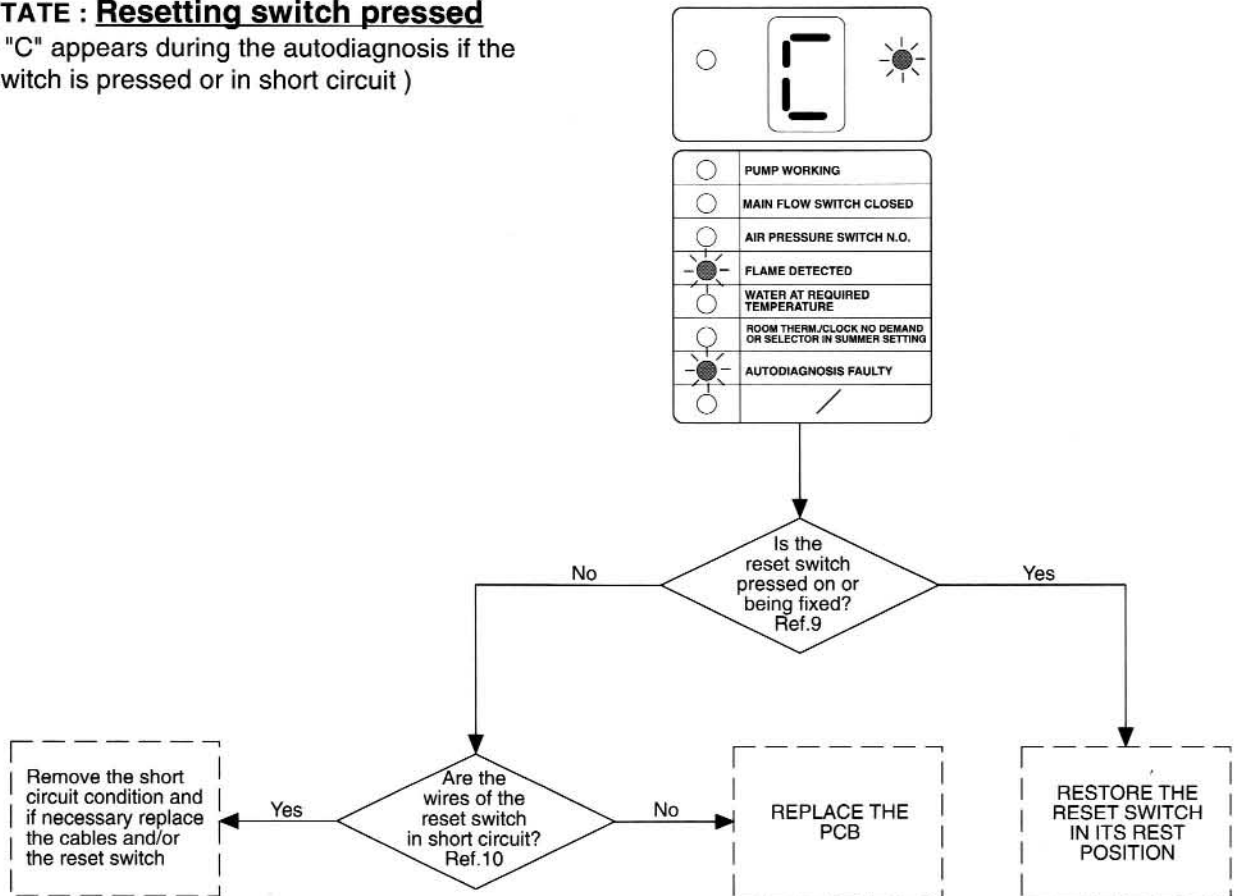 TATE : Resetting switch pressed
"C" appears during the autodiagnosis if the
witch is pressed or in short circuit )
C
PUMP WORKING
MAIN FLOW SWITCH CLOSED
AIR PRESSURE SWITCH N.O.
FLAME DETECTED
WATER AT REQUIRED
TEMPERATURE
ROOM THERM./CLOCK NO DEMAND
OR SELECTOR IN SUMMER SETTING
AUTODIAGNOSIS FAULTY
/
Is the
reset switch
pressed on or
being fixed?
Ref.9
No
Yes
Are the
wires of the
reset switch
in short circuit?
Ref.10
Yes
No
Remove the short
circuit condition and
if necessary replace
the cables and/or
the reset switch
REPLACE THE
PCB
RESTORE THE
RESET SWITCH
IN ITS REST
POSITION